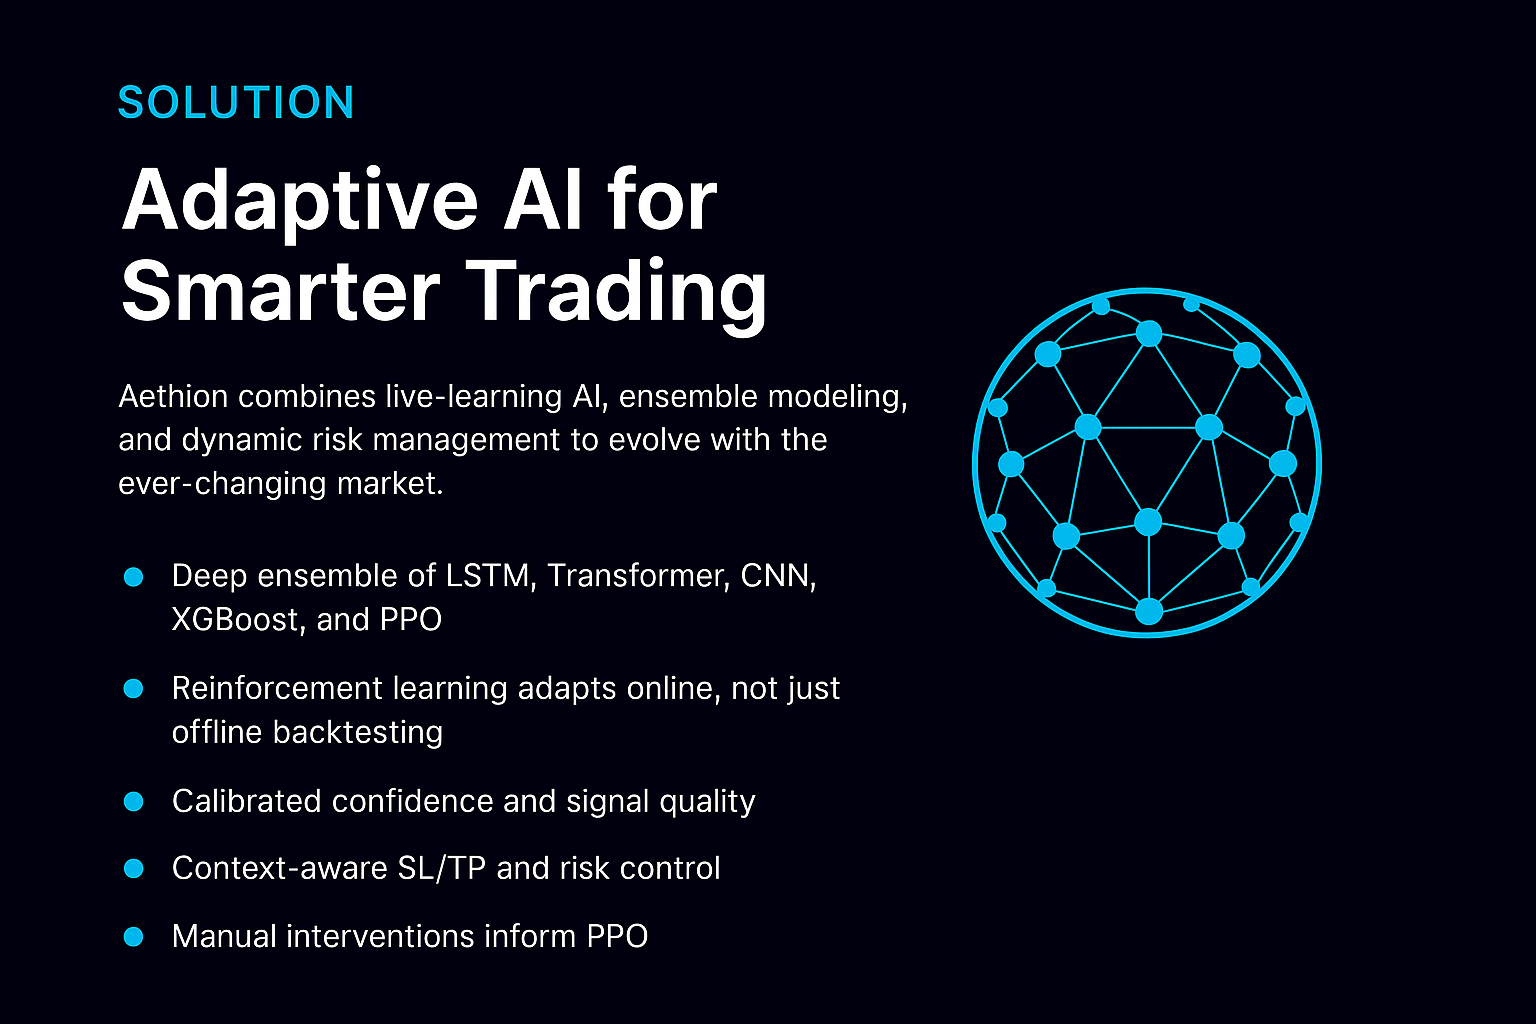 SOLUTION
Adaptive AI for
Smarter Trading
Aethion combines live-learning AI, ensemble modeling,
and dynamic risk management to evolve with the
ever-changing market.
Deep ensemble of LSTM, Transformer, CNN,
XGBoost, and PPO
Reinforcement learning adapts online, not just
offline backtesting
Calibrated confidence and signal quality
Context-aware SL/TP and risk control
Manual interventions inform PPO